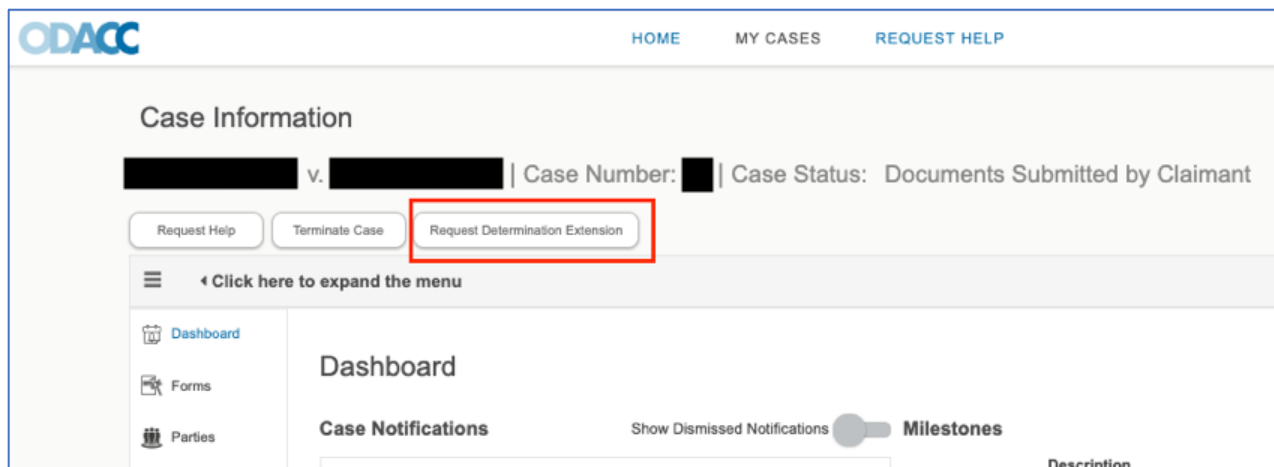 ODACC HOME MY CASES REQUEST HELP
Case Information
v. | Case Number: | Case Status: Documents Submitted by Claimant
Request Help Terminate Case Request Determination Extension
Click here to expand the menu
Dashboard
Dashboard
Forms
Case Notifications Show Dismissed Notifications Milestones
Parties
Description